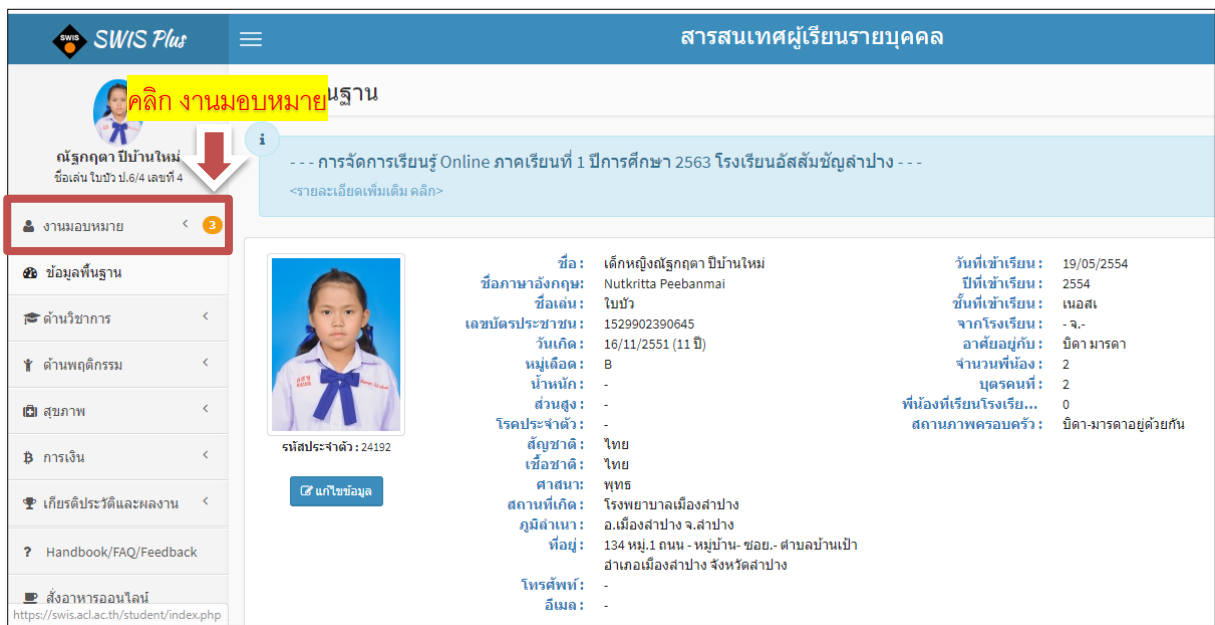 SWIS Plus
สารสนเทศผู้เรียนรายบุคคล
คลิก งานมอบหมาย
นฐาน
ณัฐกฤตา ปีบ้านใหม่
ชื่อเล่น ใบบัว ป.6/4 เลขที่ 4
i
- - - การจัดการเรียนรู้ Online ภาคเรียนที่ 1 ปีการศึกษา 2563 โรงเรียนอัสสัมชัญลำปาง - - -
<รายละเอียดเพิ่มเติม คลิก>
งานมอบหมาย < 3
ข้อมูลพื้นฐาน
ด้านวิชาการ <
ด้านพฤติกรรม <
สุขภาพ <
การเงิน <
เกียรติประวัติและผลงาน <
? Handbook/FAQ/Feedback
สั่งอาหารออนไลน์
https://swis.acl.ac.th/student/index.php
รหัสประจำตัว : 24192
แก้ไขข้อมูล
ชื่อ : เด็กหญิงณัฐกฤตา ปีบ้านใหม่
ชื่อภาษาอังกฤษ: Nutkritta Peebanmai
ชื่อเล่น : ใบบัว
เลขบัตรประชาชน : 1529902390645
วันเกิด : 16/11/2551 (11 ปี)
หมู่เลือด : B
น้ำหนัก : -
ส่วนสูง : -
โรคประจำตัว : -
สัญชาติ : ไทย
เชื้อชาติ : ไทย
ศาสนา: พุทธ
สถานที่เกิด : โรงพยาบาลเมืองลำปาง
ภูมิลำเนา : อ.เมืองลำปาง จ.ลำปาง
ที่อยู่ : 134 หมู่.1 ถนน - หมู่บ้าน- ซอย.- ตำบลบ้านเป้า
อำเภอเมืองลำปาง จังหวัดลำปาง
โทรศัพท์ : -
อีเมล : -
วันที่เข้าเรียน : 19/05/2554
ปีที่เข้าเรียน : 2554
ชั้นที่เข้าเรียน : เนอสเ
จากโรงเรียน : - จ.-
อาศัยอยู่กับ : บิดา มารดา
จำนวนพี่น้อง : 2
บุตรคนที่ : 2
พี่น้องที่เรียนโรงเรีย... 0
สถานภาพครอบครัว : บิดา-มารดาอยู่ด้วยกัน